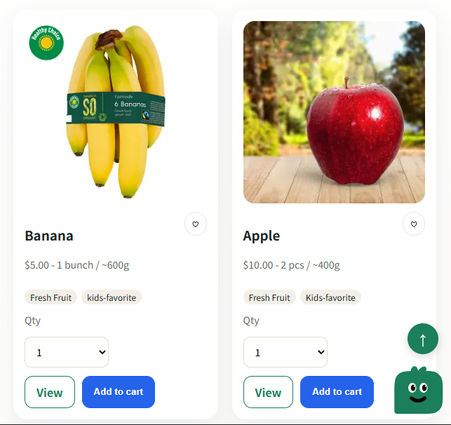 Healthy Choice
SO
6 Bananas
Banana
$5.00 - 1 bunch / ~600g
Fresh Fruit
kids-favorite
Qty
1
View
Add to cart
Apple
$10.00 - 2 pcs / ~400g
Fresh Fruit
Kids-favorite
Qty
1
View
Add to cart